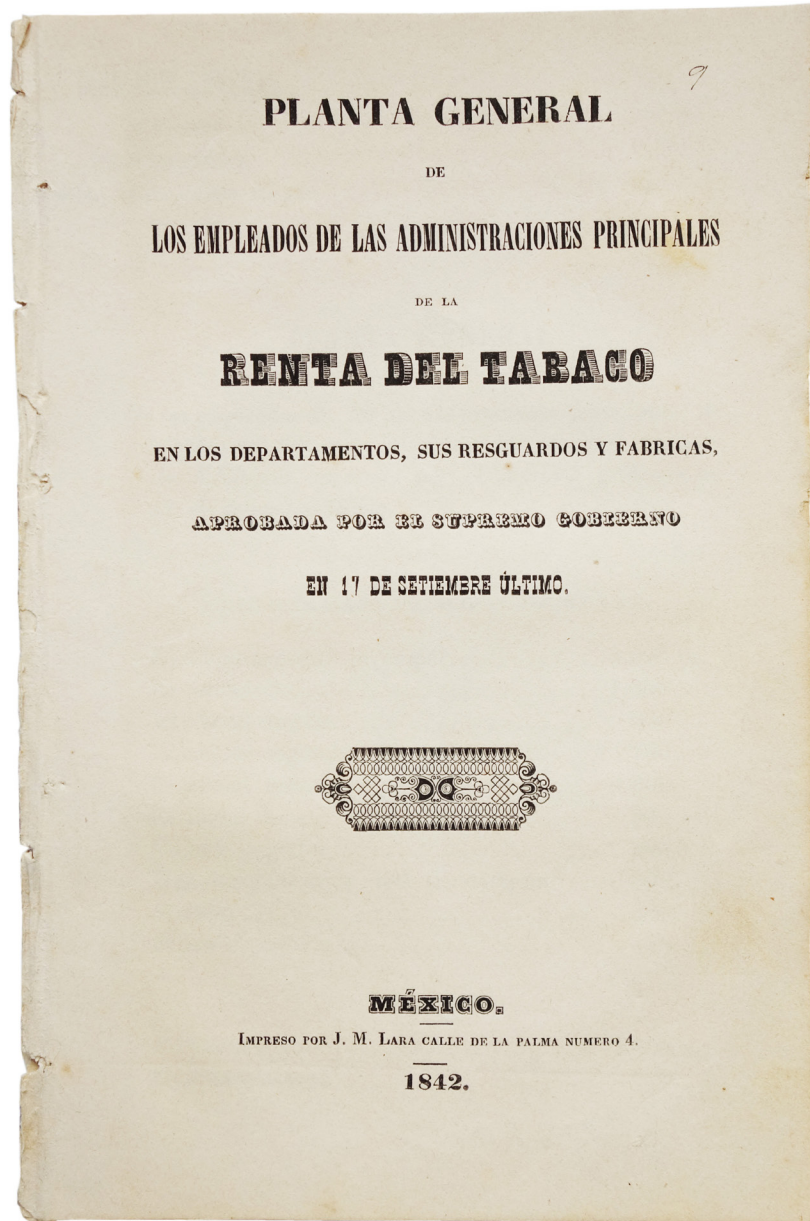 9
PLANTA GENERAL
DE
LOS EMPLEADOS DE LAS ADMINISTRACIONES PRINCIPALES
DE LA
RENTA DEL TABACO
EN LOS DEPARTAMENTOS, SUS RESGUARDOS Y FABRICAS,
APROBADA POR EL SUPREMO GOBIERNO
EN 17 DE SETIEMBRE ÚLTIMO.
MÉXICO.
IMPRESO POR J. M. LARA CALLE DE LA PALMA NUMERO 4.
1842.